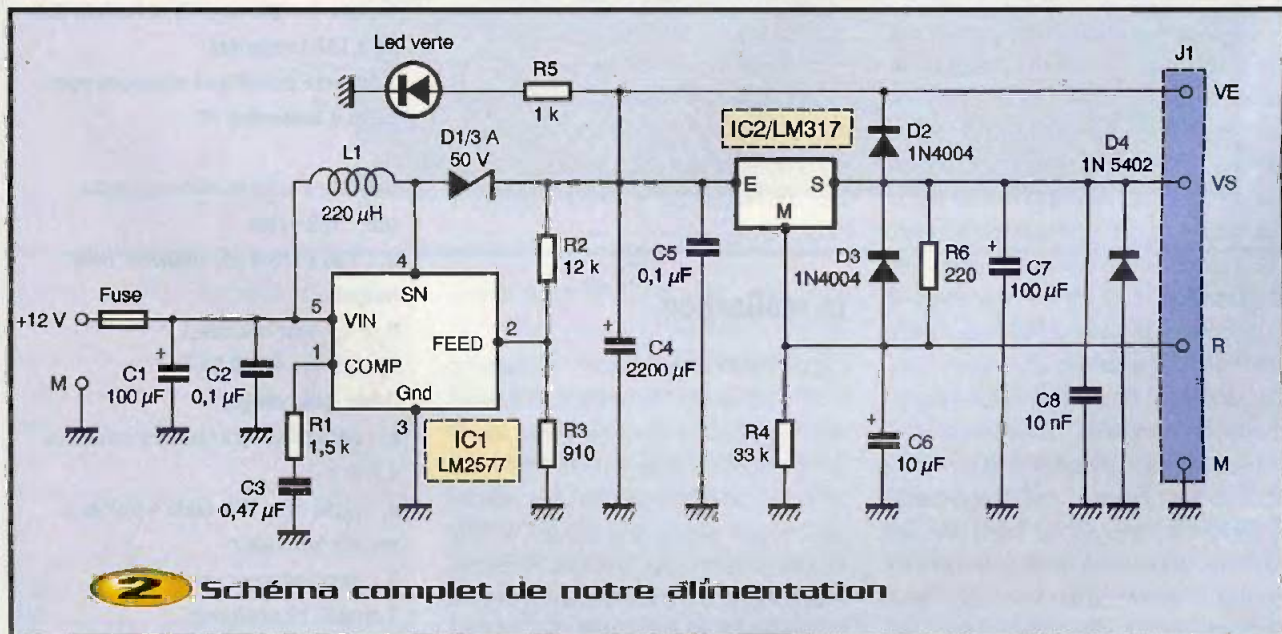 Led verte
R5
1 k
J1
VE
D1/3 A
50 V
IC2/LM317
D2
1N4004
D4
1N 5402
L1
220 µH
E
S
M
VS
4
SN
R2
12 k
C5
0,1 µF
D3
1N4004
R6
220
C7
+
100 µF
Fuse
+12 V
5
VIN
1
COMP
FEED
2
Gnd
3
R
M
+
C1
100 µF
C2
0,1 µF
+
C4
2200 µF
R1
1,5 k
IC1
LM2577
R3
910
R4
33 k
+
C6
10 µF
C8
10 nF
M
C3
0,47 µF
2 Schéma complet de notre alimentation